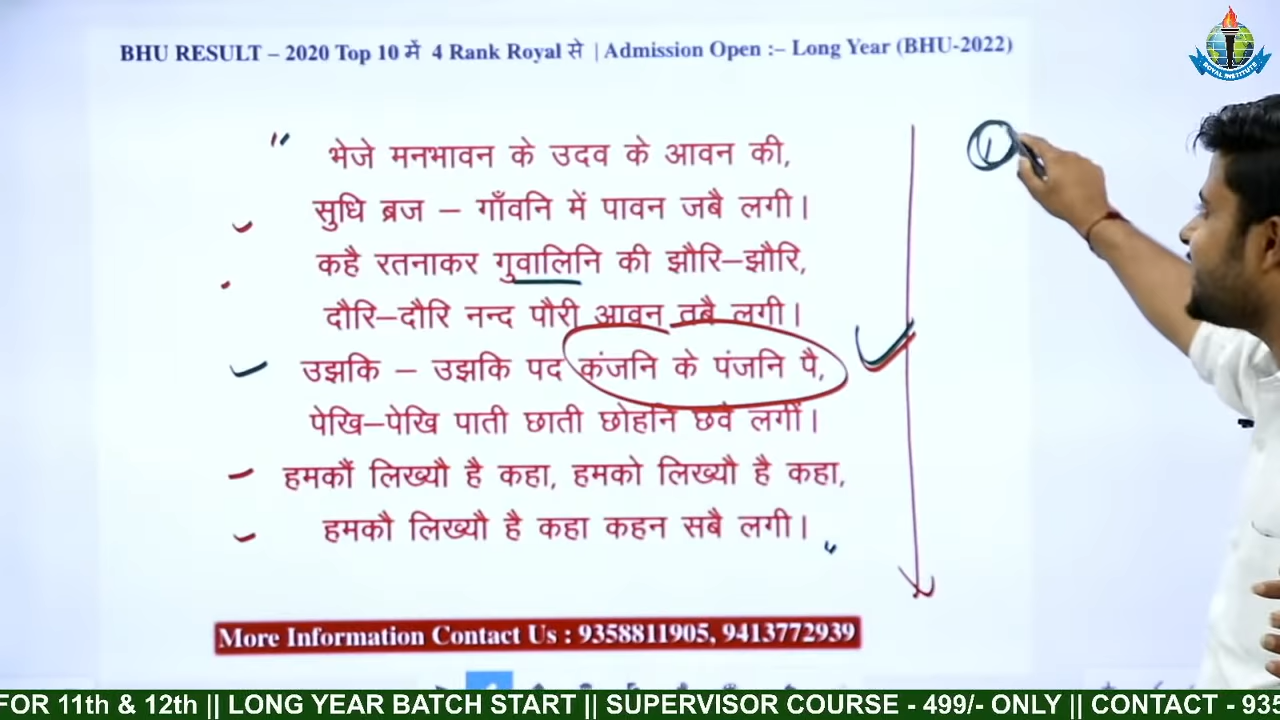 BHU RESULT – 2020 Top 10 में 4 Rank Royal से | Admission Open :– Long Year (BHU-2022)
ROYAL INSTITUTE
"
भेजे मनभावन के उदव के आवन की,
सुधि ब्रज – गाँवनि में पावन जबै लगी।
कहै रतनाकर गुवालिनि की झौरि–झौरि,
दौरि–दौरि नन्द पौरी आवन तबै लगी।
उझकि – उझकि पद कंजनि के पंजनि पै,
पेखि–पेखि पाती छाती छोहनि छवै लगीं।
हमकौं लिख्यौ है कहा, हमको लिख्यौ है कहा,
हमकौ लिख्यौ है कहा कहन सबै लगी।
"
1
More Information Contact Us : 9358811905, 9413772939
FOR 11th & 12th || LONG YEAR BATCH START || SUPERVISOR COURSE - 499/- ONLY || CONTACT - 935